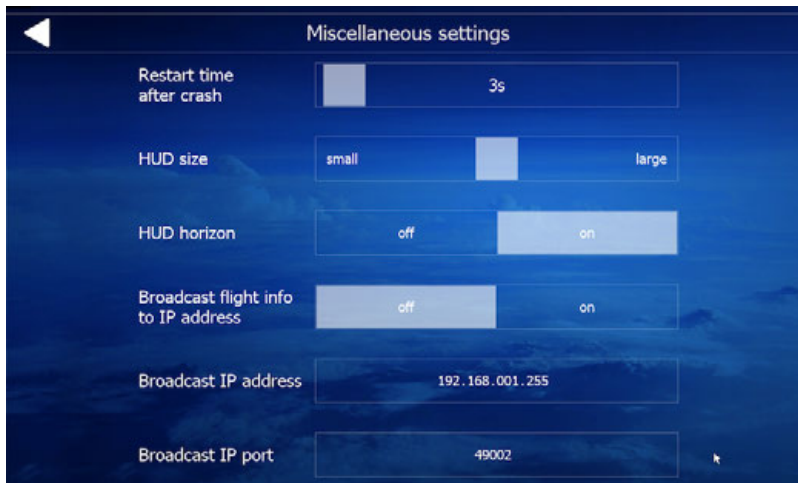 Miscellaneous settings
Restart time
after crash
3s
HUD size
small
large
HUD horizon
off
on
Broadcast flight info
to IP address
off
on
Broadcast IP address
192.168.001.255
Broadcast IP port
49002